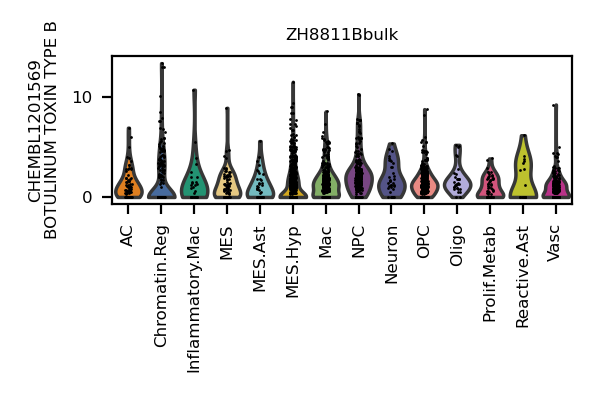 ZH8811Bbulk
CHEMBL1201569
BOTULINUM TOXIN TYPE B
10
0
AC
Chromatin.Reg
Inflammatory.Mac
MES
MES.Ast
MES.Hyp
Mac
NPC
Neuron
OPC
Oligo
Prolif.Metab
Reactive.Ast
Vasc